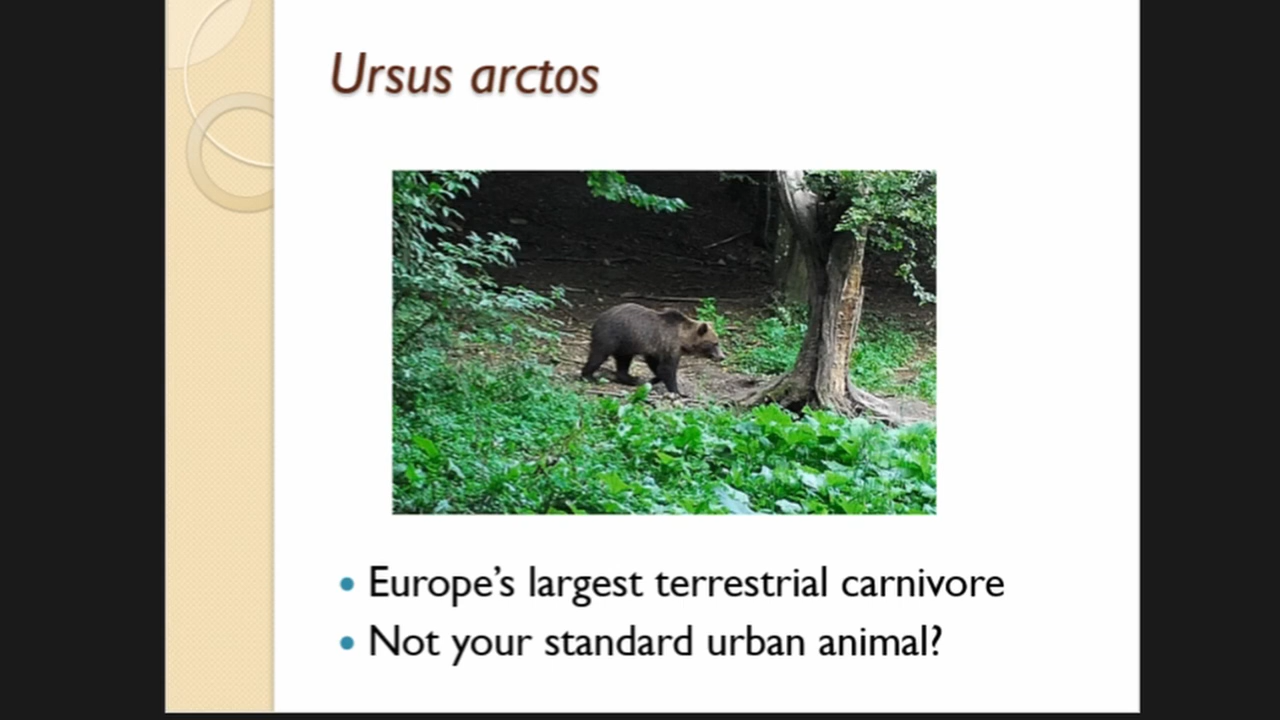 Ursus arctos
• Europe’s largest terrestrial carnivore
• Not your standard urban animal?